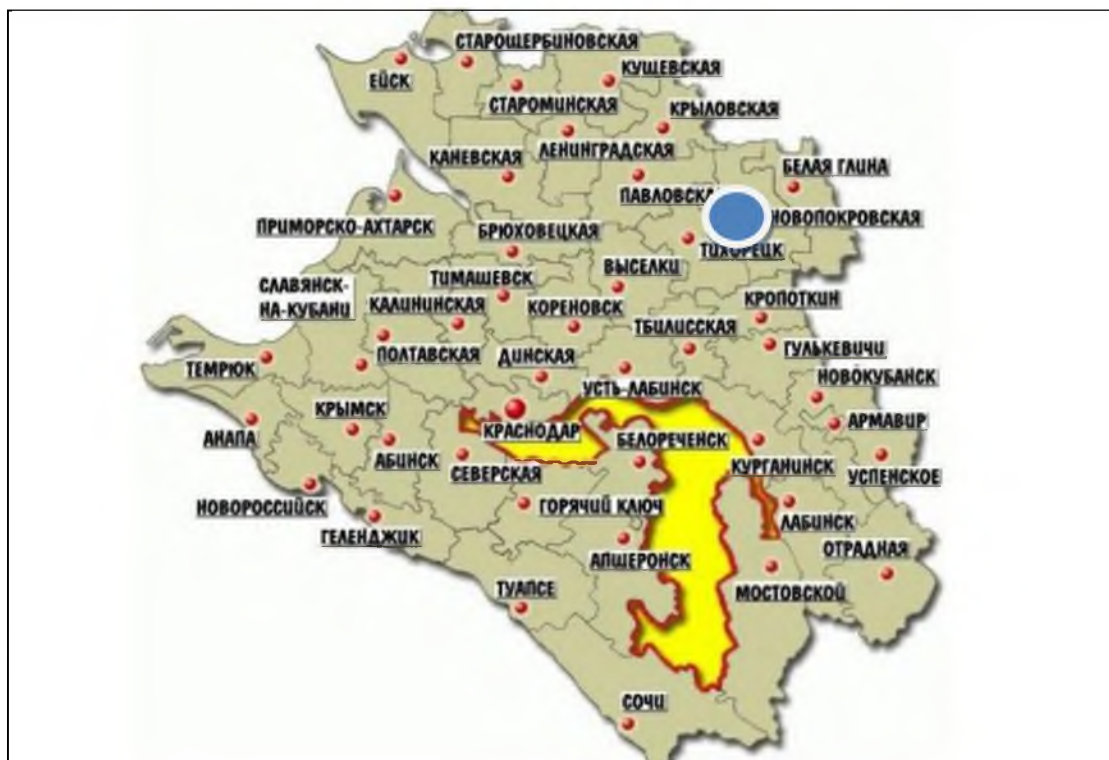 СТАРОЩЕРБИНОВСКАЯ
ЕЙСК
КУЩЕВСКАЯ
СТАРОМИНСКАЯ
КРЫЛОВСКАЯ
ЛЕНИНГРАДСКАЯ
КАНЕВСКАЯ
БЕЛАЯ ГЛИНА
ПАВЛОВСКА
ПРИМОРСКО-АХТАРСК
НОВОПОКРОВСКАЯ
БРЮХОВЕЦКАЯ
ТИХОРЕЦК
ВЫСЕЛКИ
ТИМАШЕВСК
СЛАВЯНСК-
НА-КУБАНИ
КАЛИНИНСКАЯ
КОРЕНОВСК
КРОПОТКИН
ТБИЛИССКАЯ
ПОЛТАВСКАЯ
ДИНСКАЯ
ГУЛЬКЕВИЧИ
ТЕМРЮК
УСТЬ-ЛАБИНСК
НОВОКУБАНСК
КРЫМСК
АРМАВИР
АНАПА
КРАСНОДАР
БЕЛОРЕЧЕНСК
АБИНСК
СЕВЕРСКАЯ
КУРГАНИНСК
УСПЕНСКОЕ
НОВОРОССИЙСК
ГОРЯЧИЙ КЛЮЧ
ЛАБИНСК
ГЕЛЕНДЖИК
АПШЕРОНСК
ОТРАДНАЯ
ТУАПСЕ
МОСТОВСКОЙ
СОЧИ